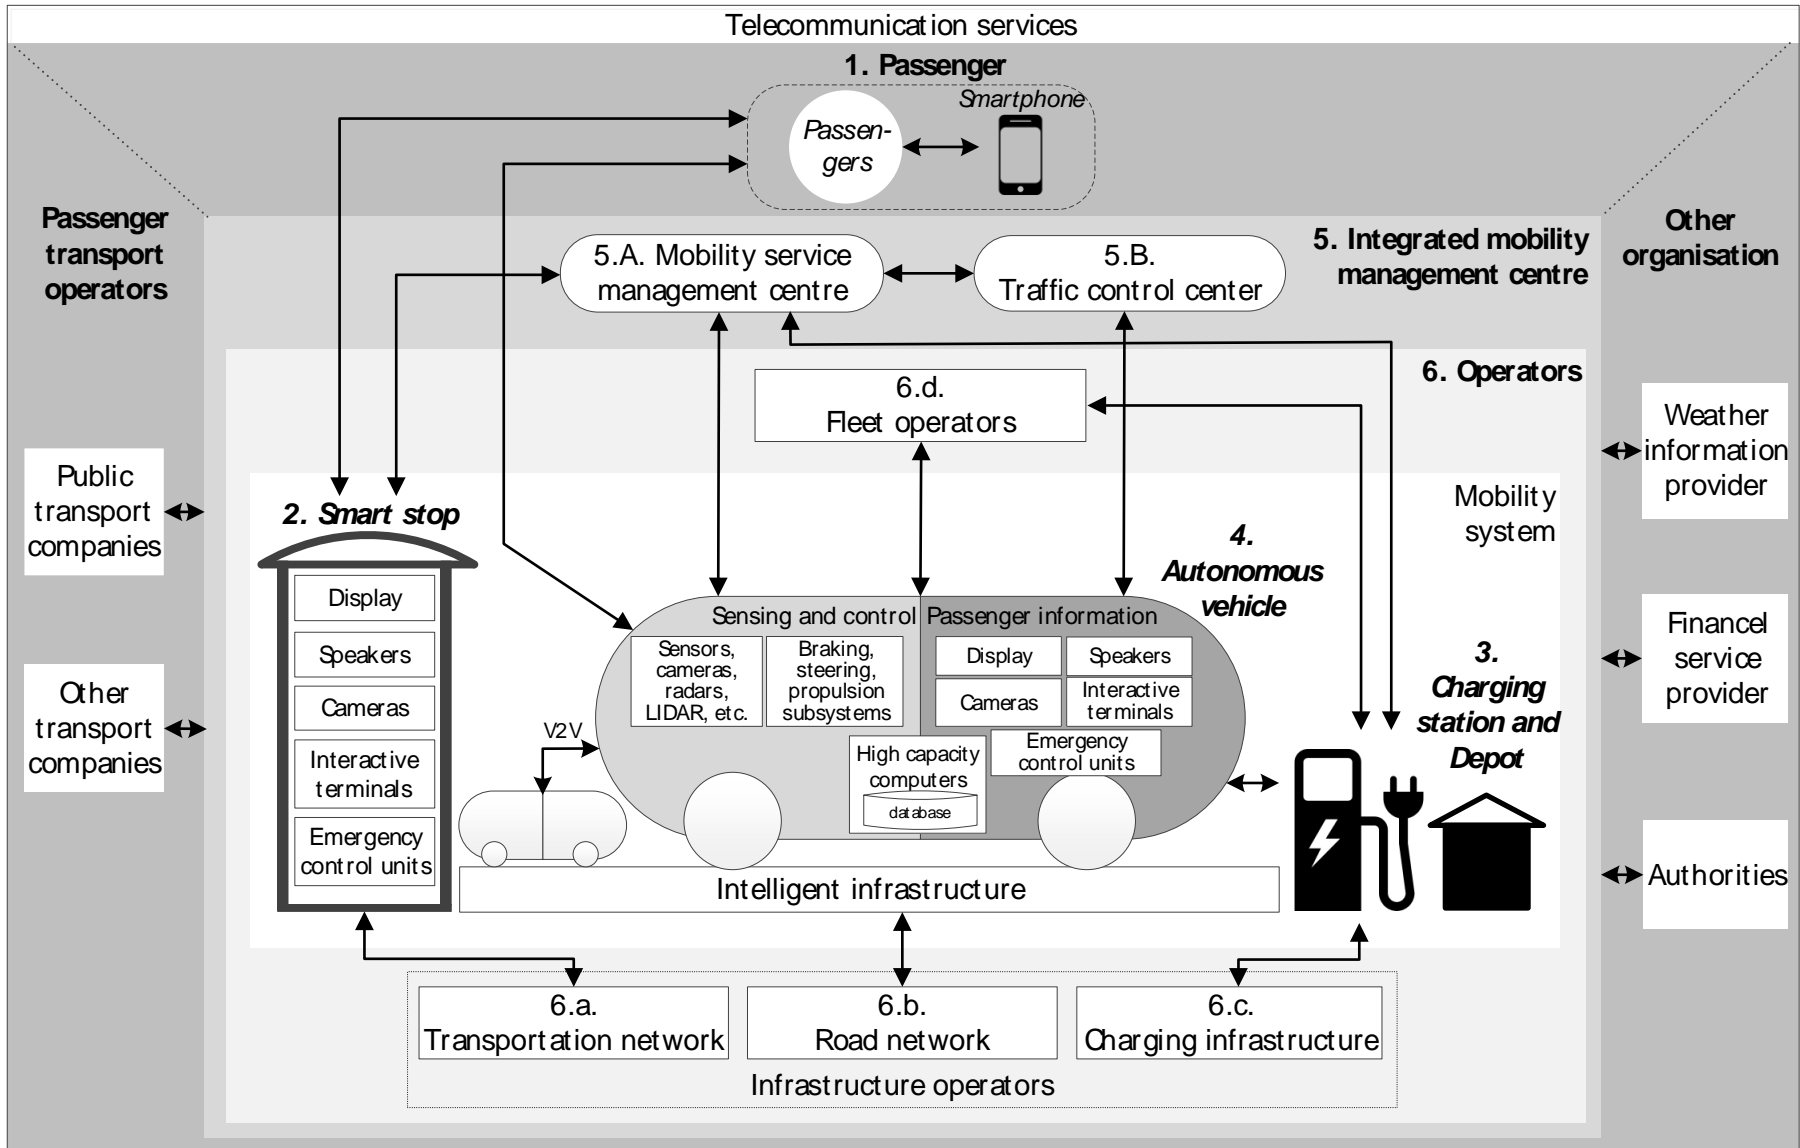 Telecommunication services
1. Passenger
Smartphone
Passen-
gers
Passenger
transport
operators
Other
organisation
5. Integrated mobility
management centre
5.A. Mobility service
management centre
5.B.
Traffic control center
6. Operators
6.d.
Fleet operators
Public
transport
companies
Other
transport
companies
Weather
information
provider
Financel
service
provider
Authorities
Mobility
system
2. Smart stop
Display
Speakers
Cameras
Interactive
terminals
Emergency
control units
4.
Autonomous
vehicle
Sensing and control
Passenger information
Sensors,
cameras,
radars,
LIDAR, etc.
Braking,
steering,
propulsion
subsystems
Display
Speakers
Cameras
Interactive
terminals
Emergency
control units
High capacity
computers
database
V2V
3.
Charging
station and
Depot
Intelligent infrastructure
6.a.
Transportation network
6.b.
Road network
6.c.
Charging infrastructure
Infrastructure operators